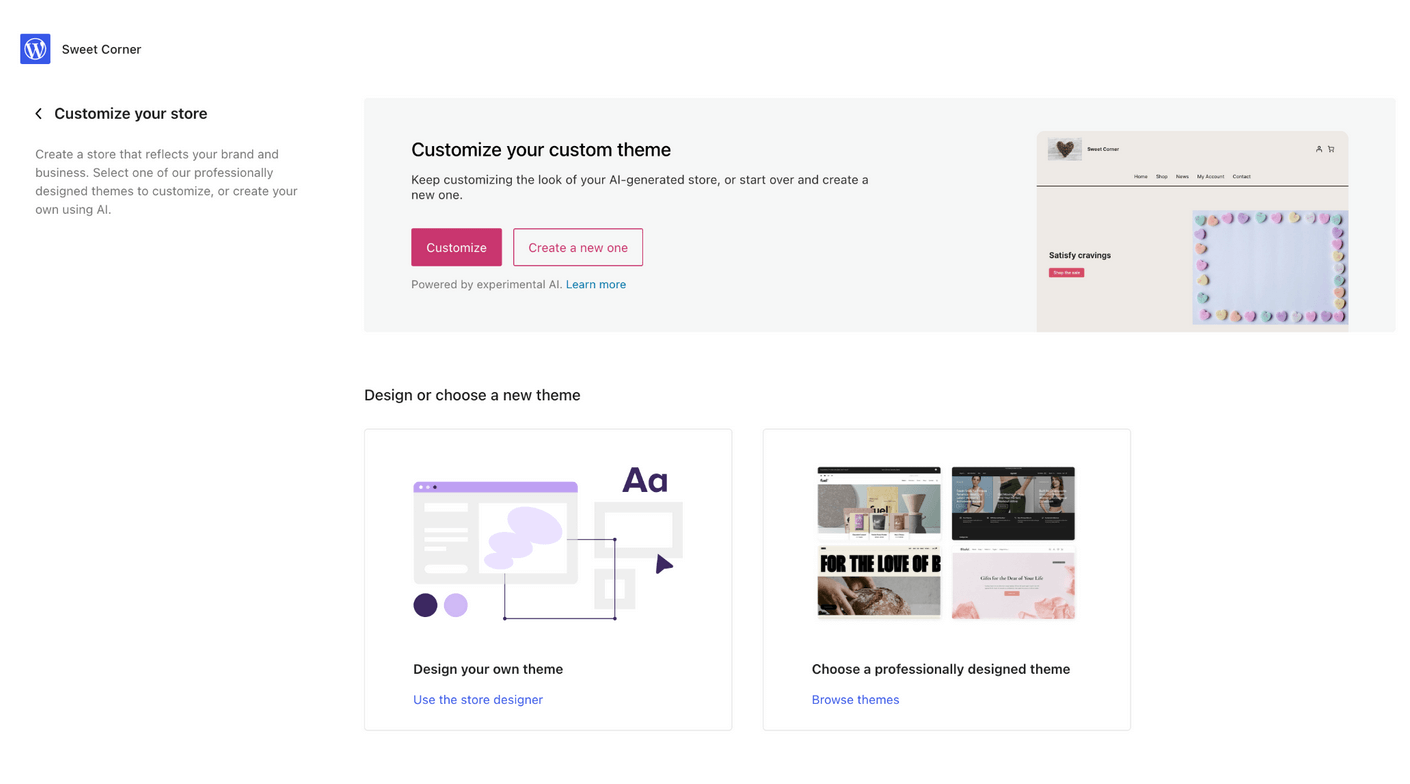 Sweet Corner
Customize your store
Create a store that reflects your brand and
business. Select one of our professionally
designed themes to customize, or create your
own using AI.
Customize your custom theme
Keep customizing the look of your AI-generated store, or start over and create a
new one.
Customize
Create a new one
Powered by experimental AI. Learn more
Sweet Corner
Home Shop News My Account Contact
Satisfy cravings
Shop the sale
Design or choose a new theme
Aa
Design your own theme
Use the store designer
fuel
fuel
FOR THE LOVE OF B
Gifts for the Dear of Your Life
Choose a professionally designed theme
Browse themes